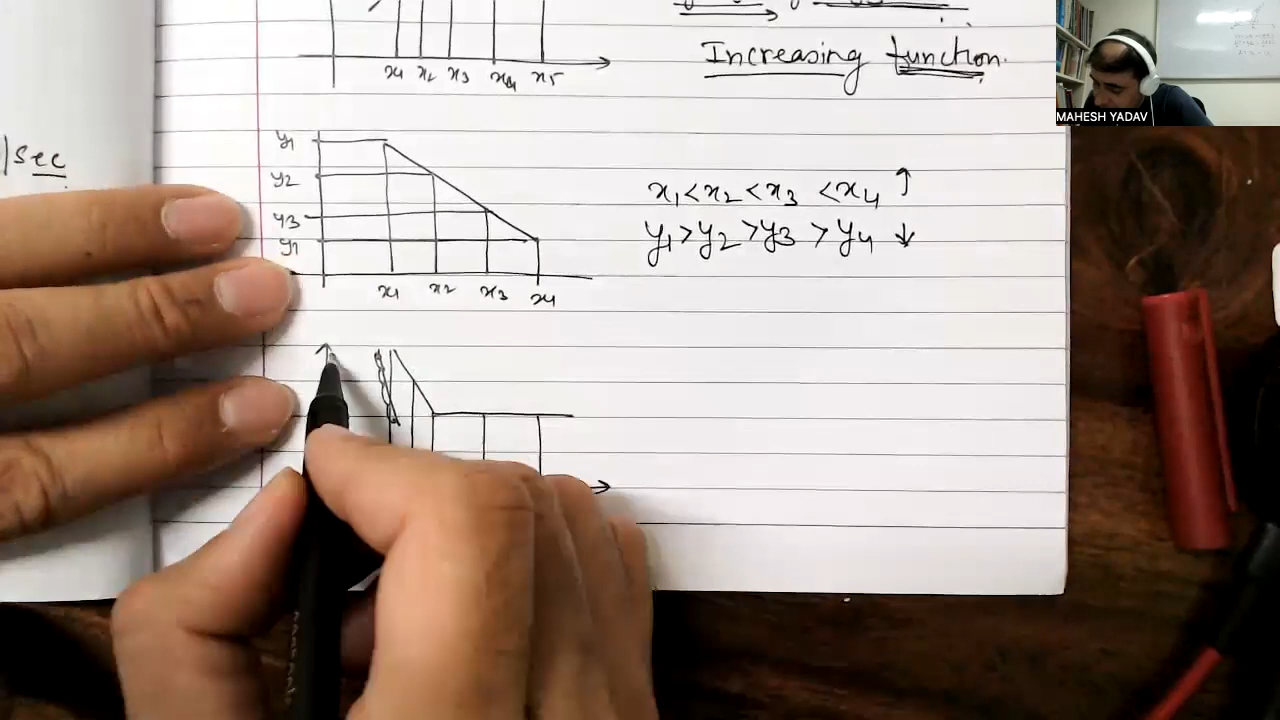 x1 x2 x3 x4 x5
Increasing function.
MAHESH YADAV
/sec
y1
y2
y3
y1
x1 x2 x3 x4
x1 < x2 < x3 < x4 ↑
y1 > y2 > y3 > y4 ↓